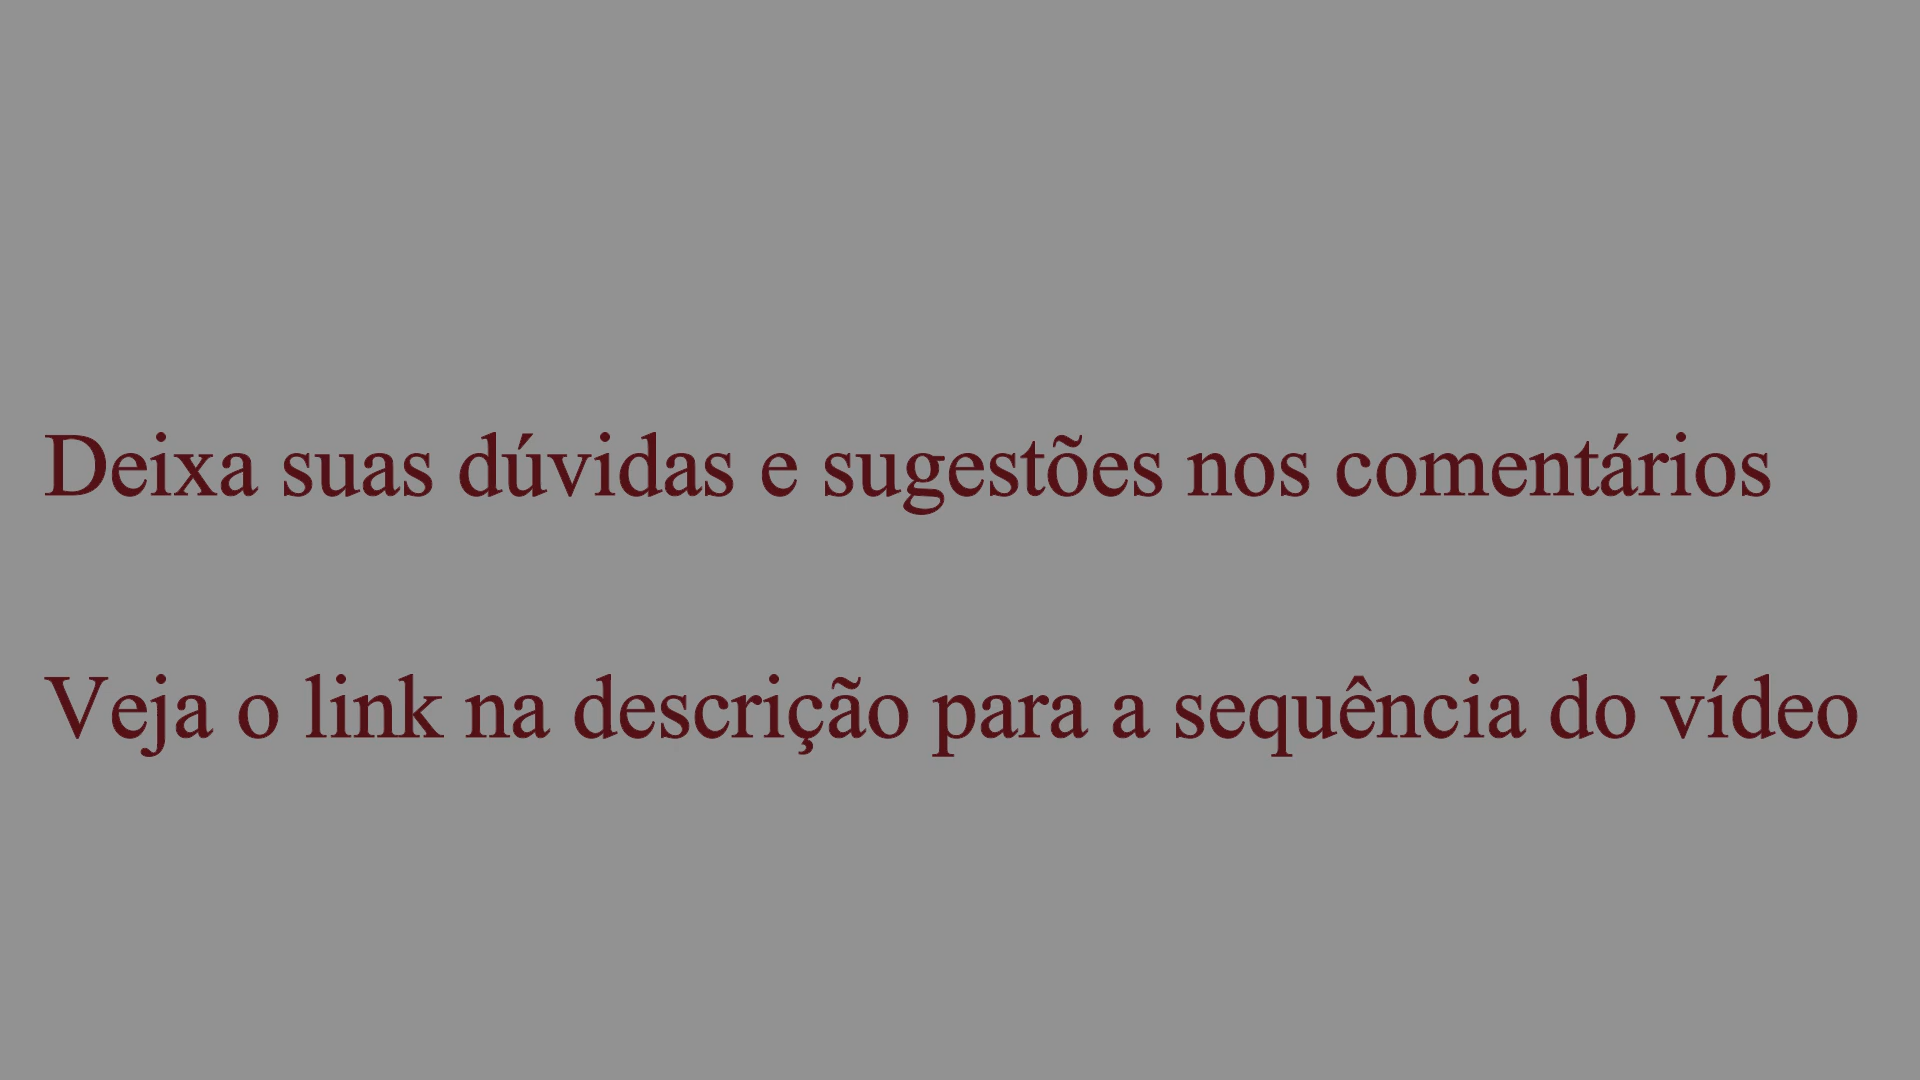 Deixa suas dúvidas e sugestões nos comentários
Veja o link na descrição para a sequência do vídeo